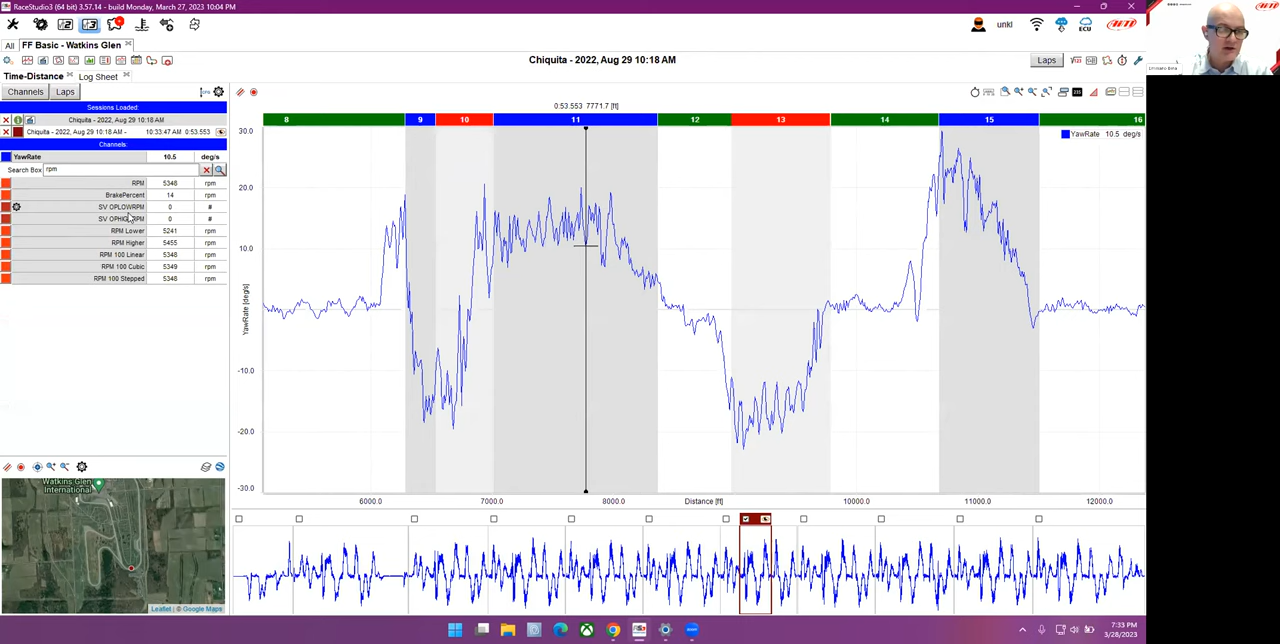 RaceStudio3 3.57.14 - build Monday, March 27, 2023 10:04 PM
unkl
ECU
AiM
All
FF Basic - Watkins Glen
Chiquita - 2022, Aug 29 10:18 AM
Laps
Time-Distance
Log Sheet
Channels
Laps
Sessions Loaded:
Chiquita - 2022, Aug 29 10:18 AM
Chiquita - 2022, Aug 29 10:18 AM - 10:33:47 AM 0:53.553
Channels:
YawRate 10.5 deg/s
Search Box rpm
RPM 5348 rpm
BrakePercent 14 rpm
SV OPLOWRPM 0 #
0 #
RPM Lower 5241 rpm
RPM Higher 5455 rpm
RPM 100 Linear 5348 rpm
RPM 100 Cubic 5349 rpm
RPM 100 Stepped 5348 rpm
0:53.553 7771.7 [ft]
8 9 10 11 12 13 14 15 16
YawRate 10.5 deg/s
30.0
20.0
10.0
0.0
-10.0
-20.0
-30.0
YawRate [deg/s]
6000.0 7000.0 8000.0 Distance [ft] 10000.0 11000.0 12000.0
Watkins Glen
International
Leaflet | © Google Maps
7:33 PM
3/28/2023